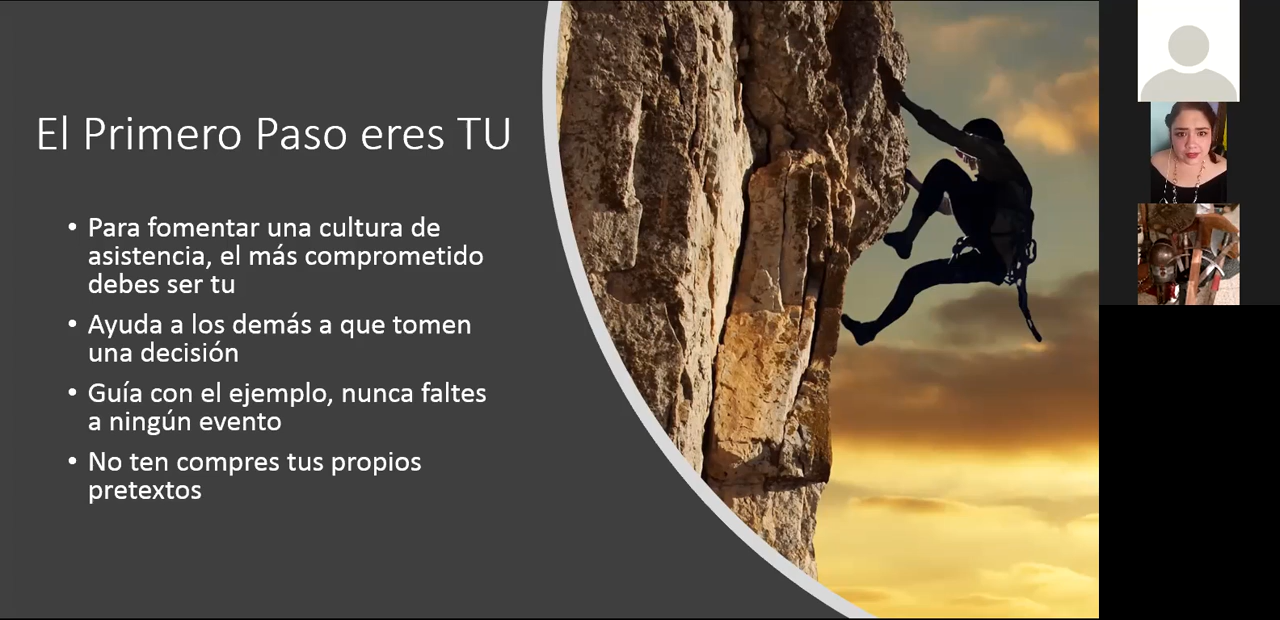 El Primero Paso eres TU
• Para fomentar una cultura de
asistencia, el más comprometido
debes ser tu
• Ayuda a los demás a que tomen
una decisión
• Guía con el ejemplo, nunca faltes
a ningún evento
• No ten compres tus propios
pretextos